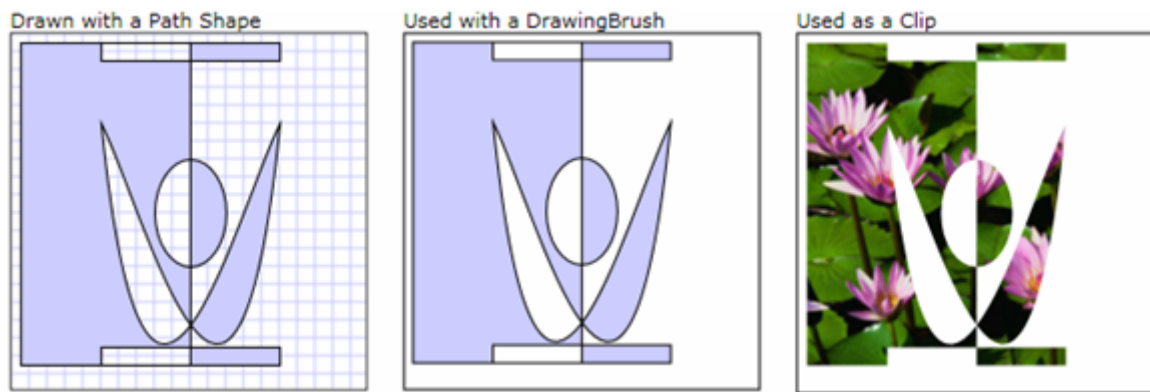 Drawn with a Path Shape
Used with a DrawingBrush
Used as a Clip